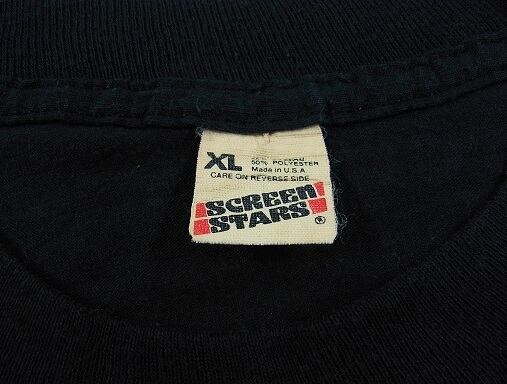 XL
50% POLYESTER
Made in U.S.A.
CARE ON REVERSE SIDE
SCREEN
STARS ®